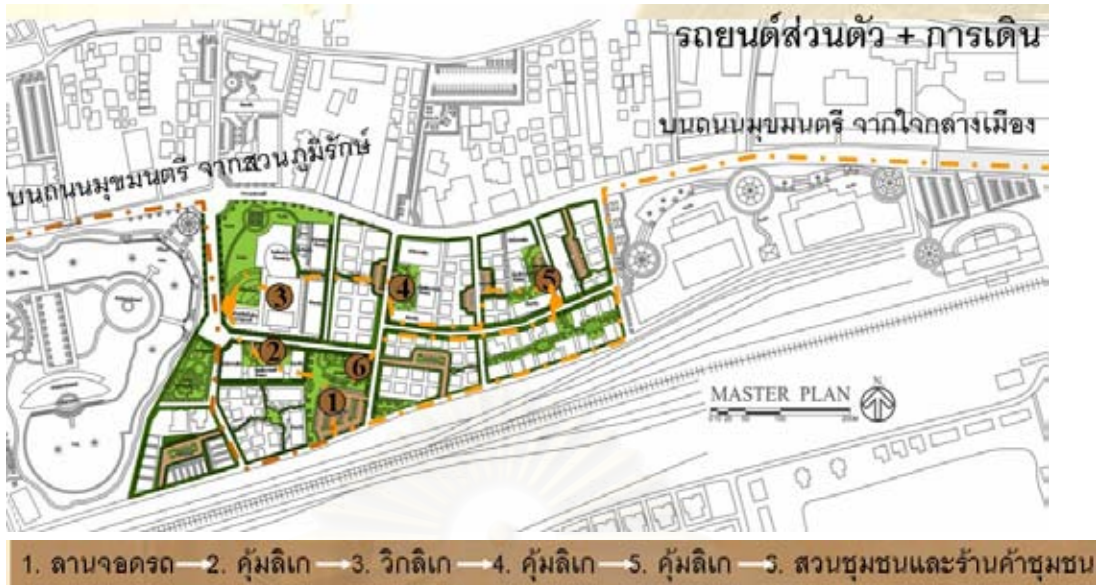 รถยนต์ส่วนตัว + การเดิน
บนถนนมุขมนตรี จากใจกลางเมือง
บนถนนมุขมนตรี จากสวนภูมิรักษ์
3
4
5
2
6
1
MASTER PLAN
N
1. ลานจอดรถ → 2. คุ้มลิเก → 3. วิกลิเก → 4. คุ้มลิเก → 5. คุ้มลิเก → 6. สวนชุมชนและร้านค้าชุมชน